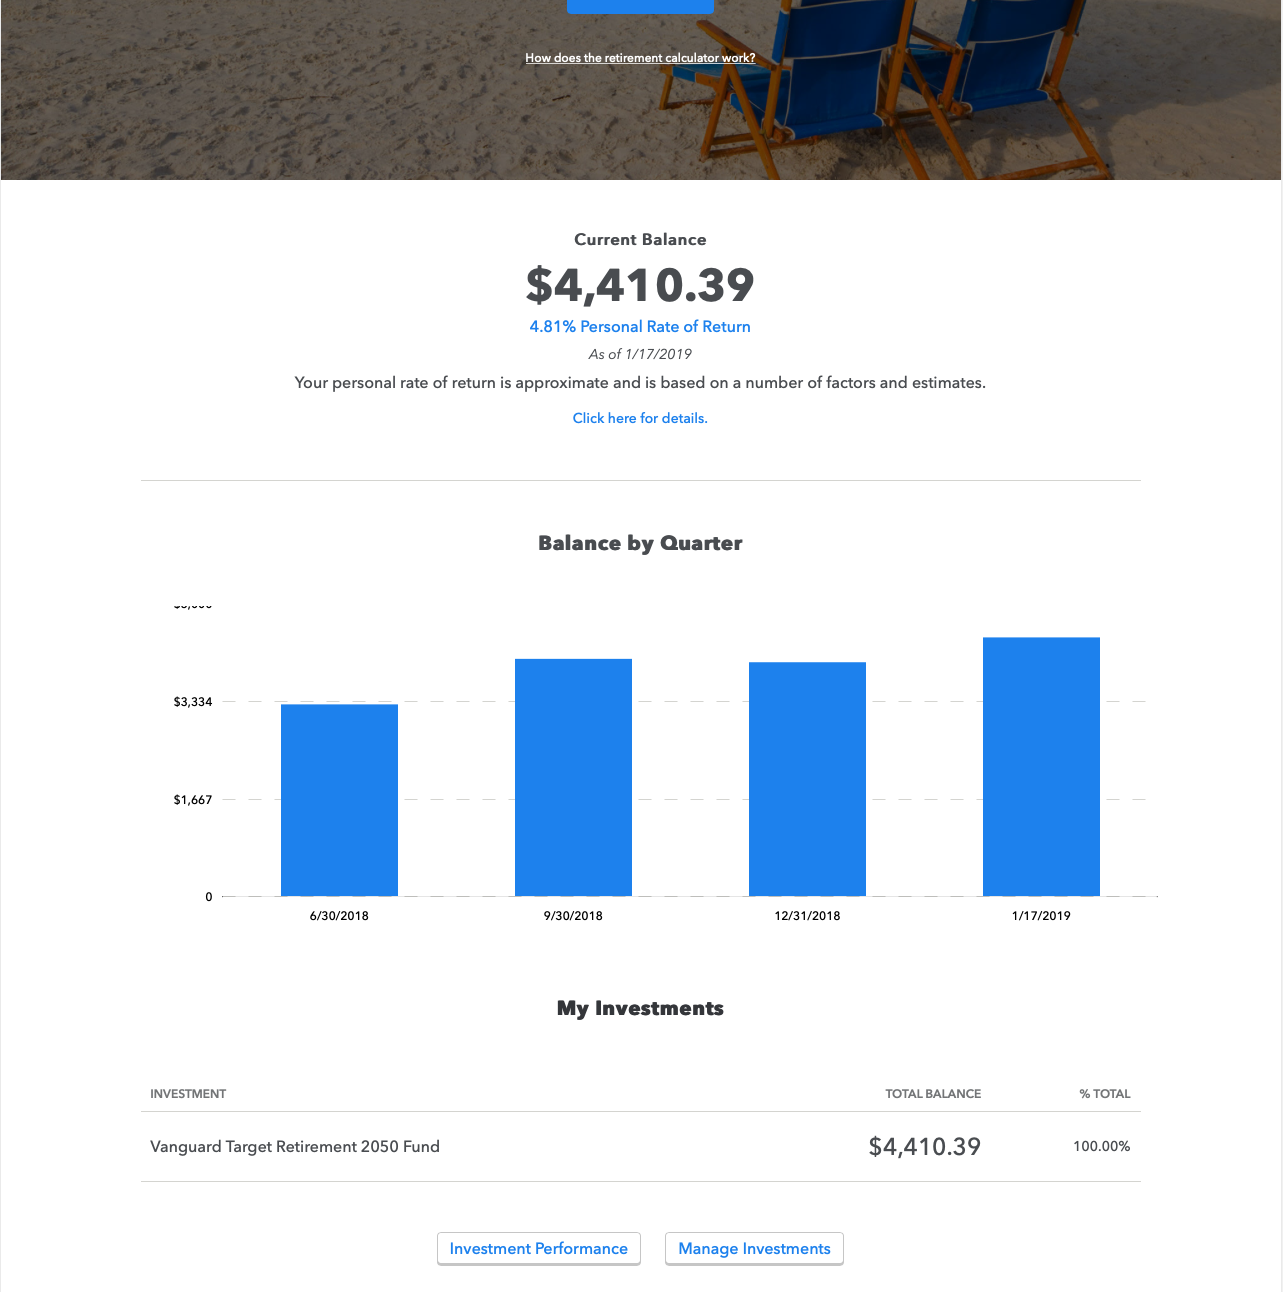 How does the retirement calculator work?
Current Balance
$4,410.39
4.81% Personal Rate of Return
As of 1/17/2019
Your personal rate of return is approximate and is based on a number of factors and estimates.
Click here for details.
Balance by Quarter
$3,334
$1,667
0
6/30/2018 9/30/2018 12/31/2018 1/17/2019
My Investments
INVESTMENT TOTAL BALANCE % TOTAL
Vanguard Target Retirement 2050 Fund $4,410.39 100.00%
Investment Performance Manage Investments